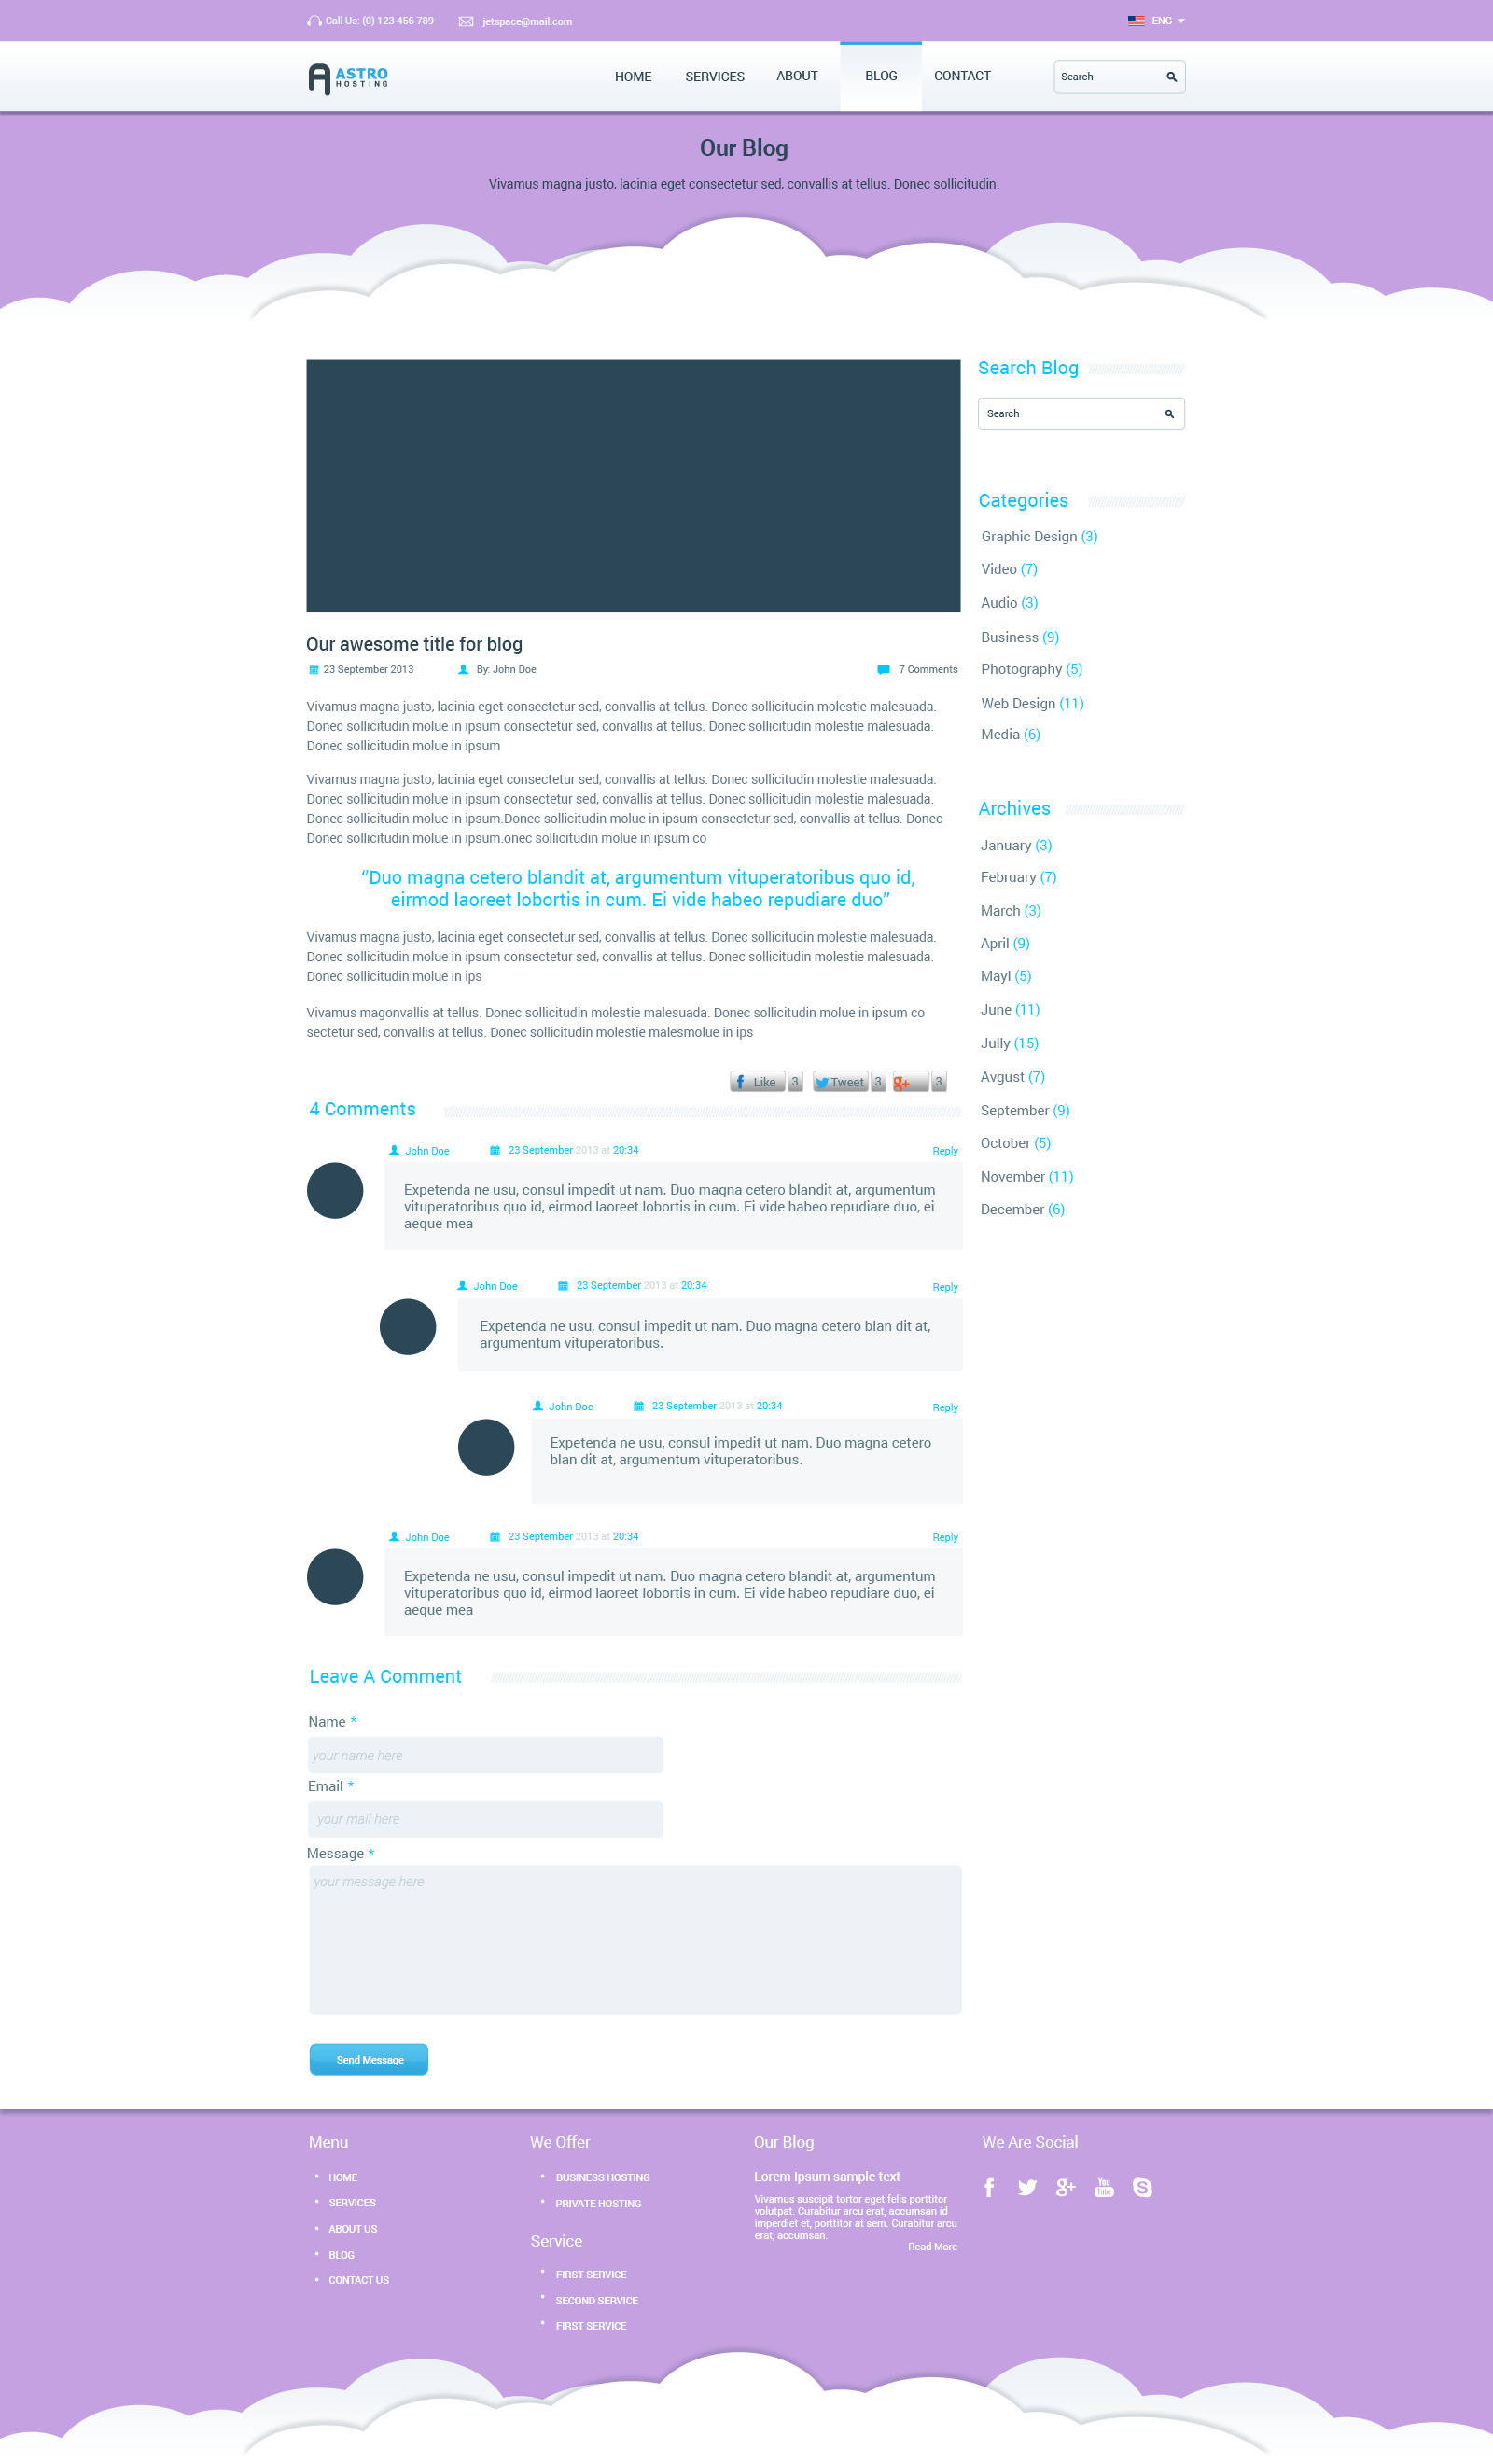 Call Us: (0) 123 456 789
jetspace@mail.com
ENG
ASTRO
HOSTING
HOME
SERVICES
ABOUT
BLOG
CONTACT
Search
Our Blog
Vivamus magna justo, lacinia eget consectetur sed, convallis at tellus. Donec sollicitudin.
Our awesome title for blog
23 September 2013
By: John Doe
7 Comments
Vivamus magna justo, lacinia eget consectetur sed, convallis at tellus. Donec sollicitudin molestie malesuada.
Donec sollicitudin molue in ipsum consectetur sed, convallis at tellus. Donec sollicitudin molestie malesuada.
Donec sollicitudin molue in ipsum
Vivamus magna justo, lacinia eget consectetur sed, convallis at tellus. Donec sollicitudin molestie malesuada.
Donec sollicitudin molue in ipsum consectetur sed, convallis at tellus. Donec sollicitudin molestie malesuada.
Donec sollicitudin molue in ipsum.Donec sollicitudin molue in ipsum consectetur sed, convallis at tellus. Donec
Donec sollicitudin molue in ipsum.onec sollicitudin molue in ipsum co
“Duo magna cetero blandit at, argumentum vituperatoribus quo id,
eirmod laoreet lobortis in cum. Ei vide habeo repudiare duo”
Vivamus magna justo, lacinia eget consectetur sed, convallis at tellus. Donec sollicitudin molestie malesuada.
Donec sollicitudin molue in ipsum consectetur sed, convallis at tellus. Donec sollicitudin molestie malesuada.
Donec sollicitudin molue in ips
Vivamus magonvallis at tellus. Donec sollicitudin molestie malesuada. Donec sollicitudin molue in ipsum co
sectetur sed, convallis at tellus. Donec sollicitudin molestie malesmolue in ips
Like 3
Tweet 3
g+ 3
4 Comments
John Doe
23 September 2013 at 20:34
Reply
Expetenda ne usu, consul impedit ut nam. Duo magna cetero blandit at, argumentum
vituperatoribus quo id, eirmod laoreet lobortis in cum. Ei vide habeo repudiare duo, ei
aeque mea
John Doe
23 September 2013 at 20:34
Reply
Expetenda ne usu, consul impedit ut nam. Duo magna cetero blan dit at,
argumentum vituperatoribus.
John Doe
23 September 2013 at 20:34
Reply
Expetenda ne usu, consul impedit ut nam. Duo magna cetero
blan dit at, argumentum vituperatoribus.
John Doe
23 September 2013 at 20:34
Reply
Expetenda ne usu, consul impedit ut nam. Duo magna cetero blandit at, argumentum
vituperatoribus quo id, eirmod laoreet lobortis in cum. Ei vide habeo repudiare duo, ei
aeque mea
Leave A Comment
Name *
your name here
Email *
your mail here
Message *
your message here
Send Message
Search Blog
Search
Categories
Graphic Design (3)
Video (7)
Audio (3)
Business (9)
Photography (5)
Web Design (11)
Media (6)
Archives
January (3)
February (7)
March (3)
April (9)
Mayl (5)
June (11)
Jully (15)
Avgust (7)
September (9)
October (5)
November (11)
December (6)
Menu
• HOME
• SERVICES
• ABOUT US
• BLOG
• CONTACT US
We Offer
• BUSINESS HOSTING
• PRIVATE HOSTING
Service
• FIRST SERVICE
• SECOND SERVICE
• FIRST SERVICE
Our Blog
Lorem Ipsum sample text
Vivamus suscipit tortor eget felis porttitor
volutpat. Curabitur arcu erat, accumsan id
imperdiet et, porttitor at sem. Curabitur arcu
erat, accumsan.
Read More
We Are Social
You
Tube